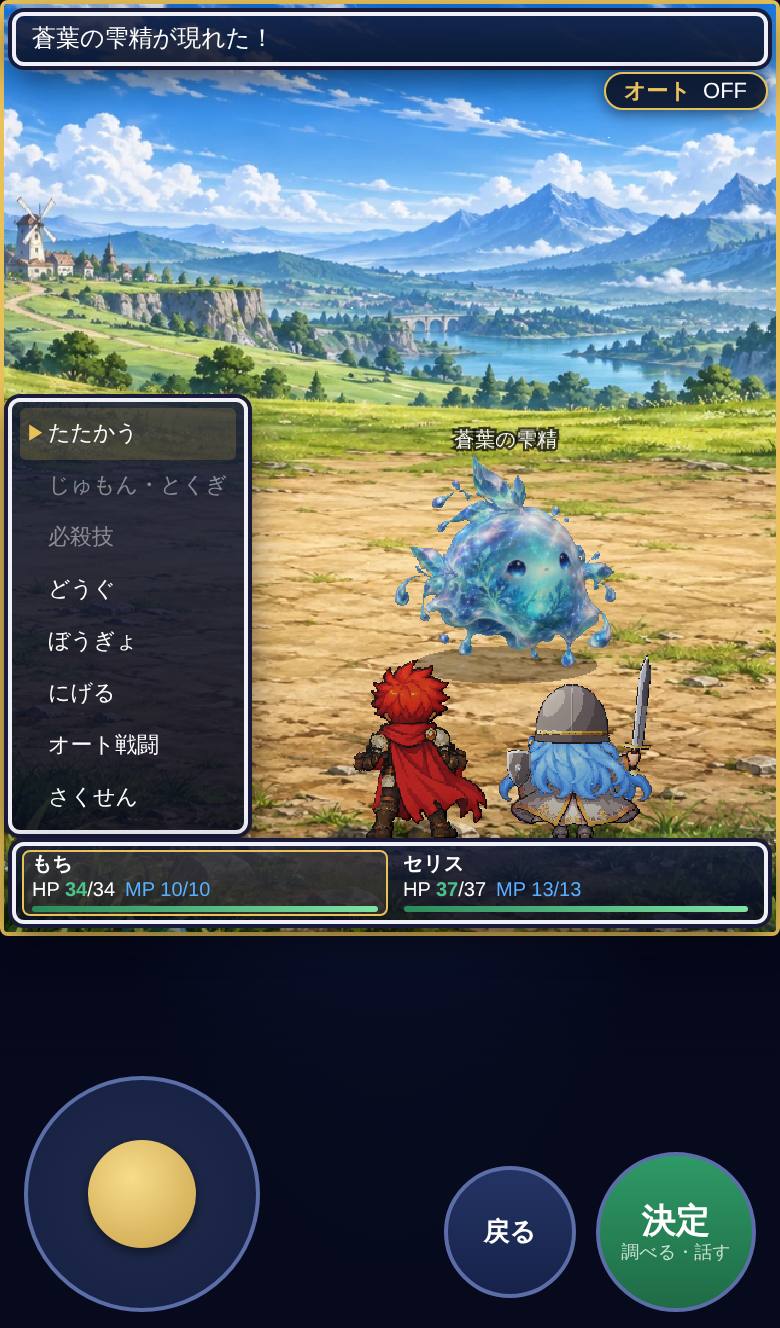 蒼葉の雫精が現れた！
オート OFF
蒼葉の雫精
▶たたかう
じゅもん・とくぎ
必殺技
どうぐ
ぼうぎょ
にげる
オート戦闘
さくせん
もち
HP 34/34 MP 10/10
セリス
HP 37/37 MP 13/13
戻る
決定
調べる・話す